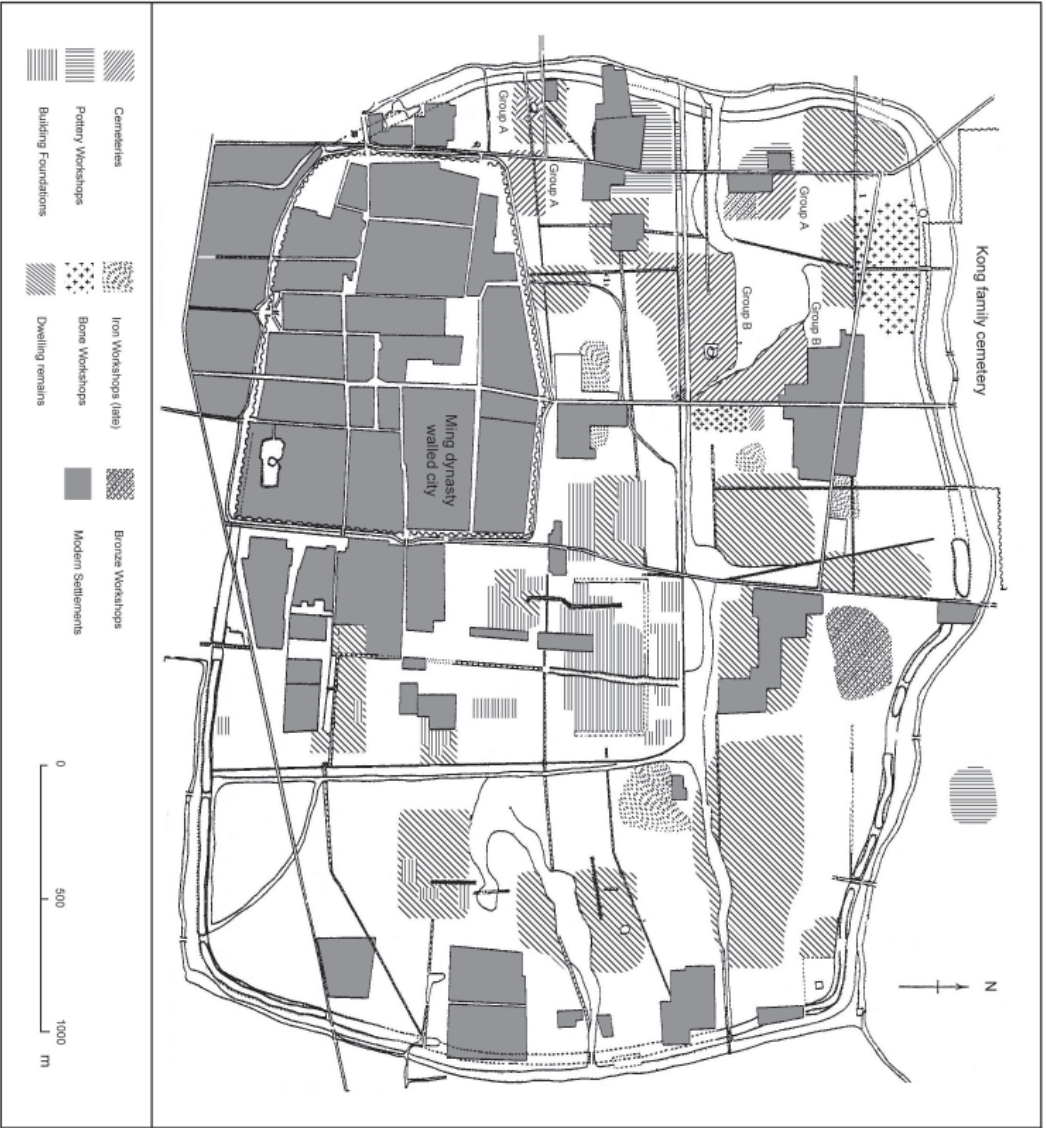 Kong family cemetery
Group A
Group A
Group A
Group B
Group B
Ming dynasty
walled city
N
Cemeteries
Pottery Workshops
Building Foundations
Iron Workshops (late)
Bone Workshops
Dwelling remains
Bronze Workshops
Modern Settlements
0
500
1000
m